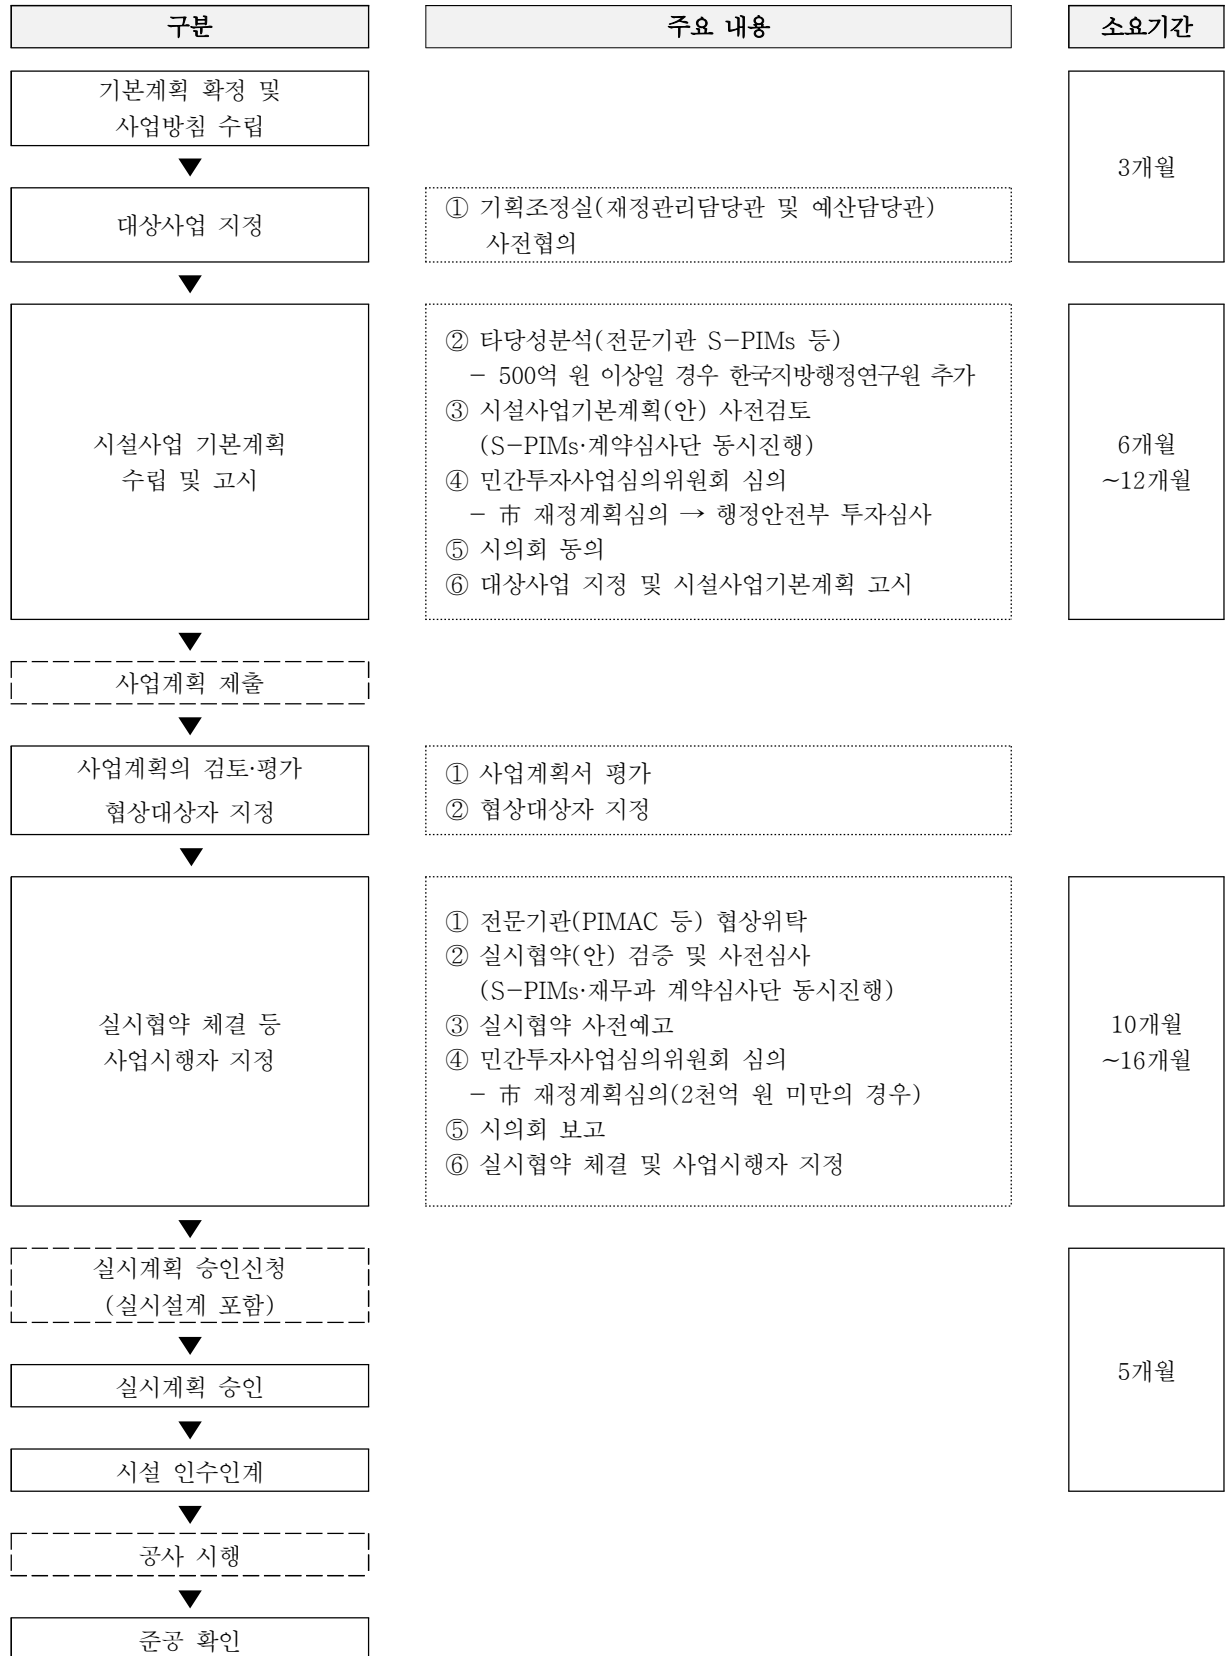 구분
주요 내용
소요기간
기본계획 확정 및
사업방침 수립
3개월
▼
대상사업 지정
① 기획조정실(재정관리담당관 및 예산담당관)
사전협의
▼
시설사업 기본계획
수립 및 고시
② 타당성분석(전문기관 S-PIMs 등)
- 500억 원 이상일 경우 한국지방행정연구원 추가
③ 시설사업기본계획(안) 사전검토
(S-PIMs·계약심사단 동시진행)
④ 민간투자사업심의위원회 심의
- 市 재정계획심의 → 행정안전부 투자심사
⑤ 시의회 동의
⑥ 대상사업 지정 및 시설사업기본계획 고시
6개월
~12개월
▼
사업계획 제출
▼
사업계획의 검토·평가
협상대상자 지정
① 사업계획서 평가
② 협상대상자 지정
▼
실시협약 체결 등
사업시행자 지정
① 전문기관(PIMAC 등) 협상위탁
② 실시협약(안) 검증 및 사전심사
(S-PIMs·재무과 계약심사단 동시진행)
③ 실시협약 사전예고
④ 민간투자사업심의위원회 심의
- 市 재정계획심의(2천억 원 미만의 경우)
⑤ 시의회 보고
⑥ 실시협약 체결 및 사업시행자 지정
10개월
~16개월
▼
실시계획 승인신청
(실시설계 포함)
▼
실시계획 승인
5개월
▼
시설 인수인계
▼
공사 시행
▼
준공 확인